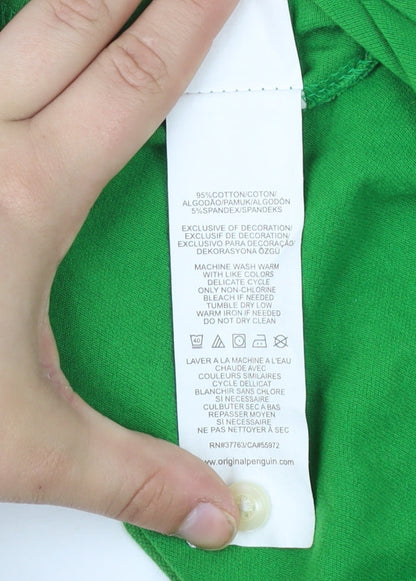 95%COTTON/COTON/
ALGODÃO/PAMUK/ALGODÓN
5%SPANDEX/SPANDEKS
EXCLUSIVE OF DECORATION/
EXCLUSIF DE DECORATION/
EXCLUSIVO PARA DECORAÇAO/
DEKORASYONA ÖZGÜ
MACHINE WASH WARM
WITH LIKE COLORS
DELICATE CYCLE
ONLY NON-CHLORINE
BLEACH IF NEEDED
TUMBLE DRY LOW
WARM IRON IF NEEDED
DO NOT DRY CLEAN
40
LAVER A LA MACHINE A L'EAU
CHAUDE AVEC
COULEURS SIMILAIRES
CYCLE DELLICAT
BLANCHIR SANS CHLORE
SI NECESSAIRE
CULBUTER SEC A BAS
REPASSER MOYEN
SI NECESSAIRE
NE PAS NETTOYER À SEC
RN#37763/CA#55972
www.originalpenguin.com